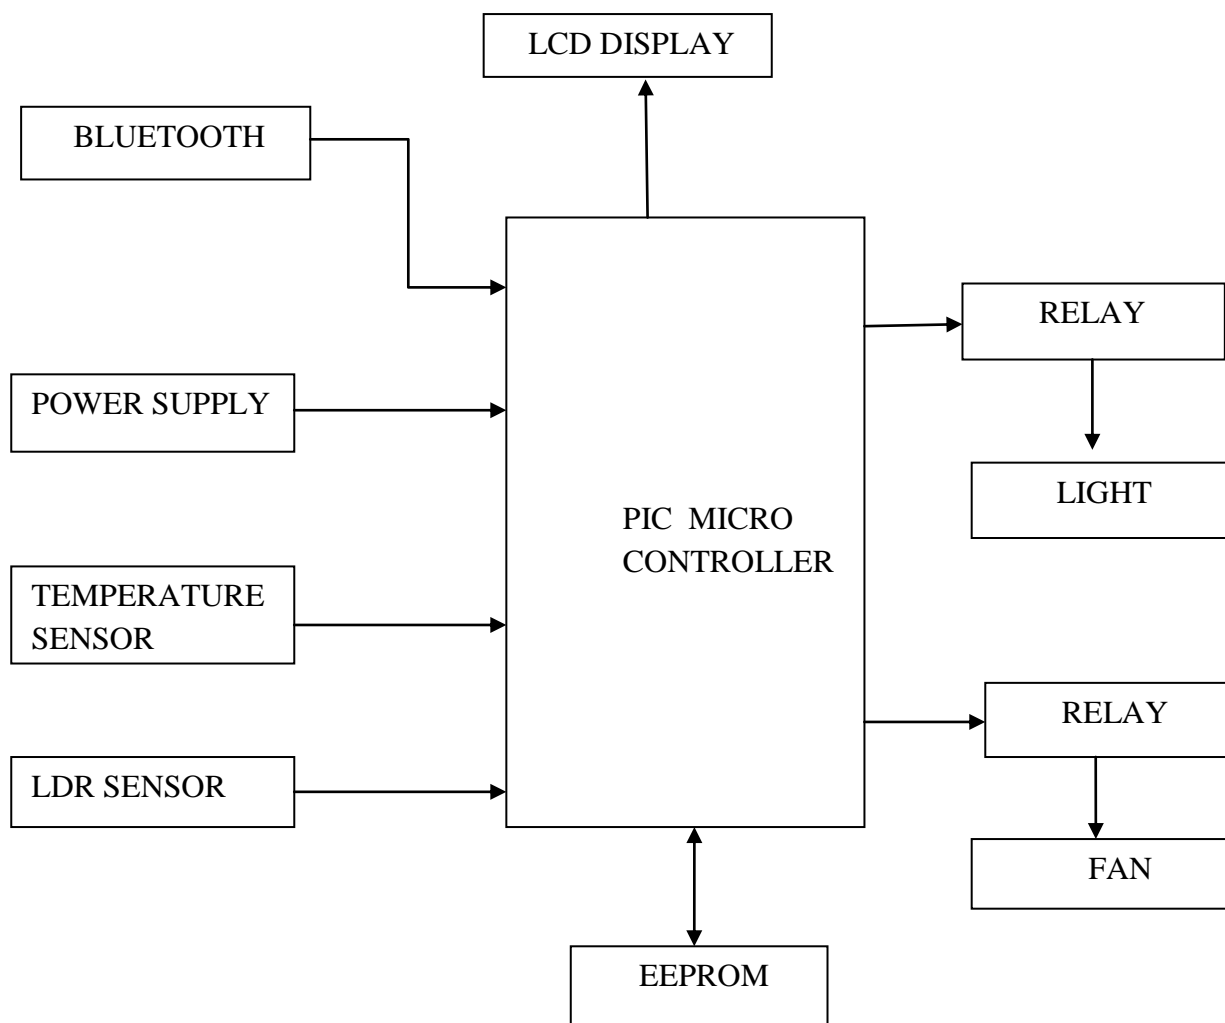 LCD DISPLAY
BLUETOOTH
RELAY
POWER SUPPLY
LIGHT
PIC MICRO
CONTROLLER
TEMPERATURE
SENSOR
RELAY
LDR SENSOR
FAN
EEPROM